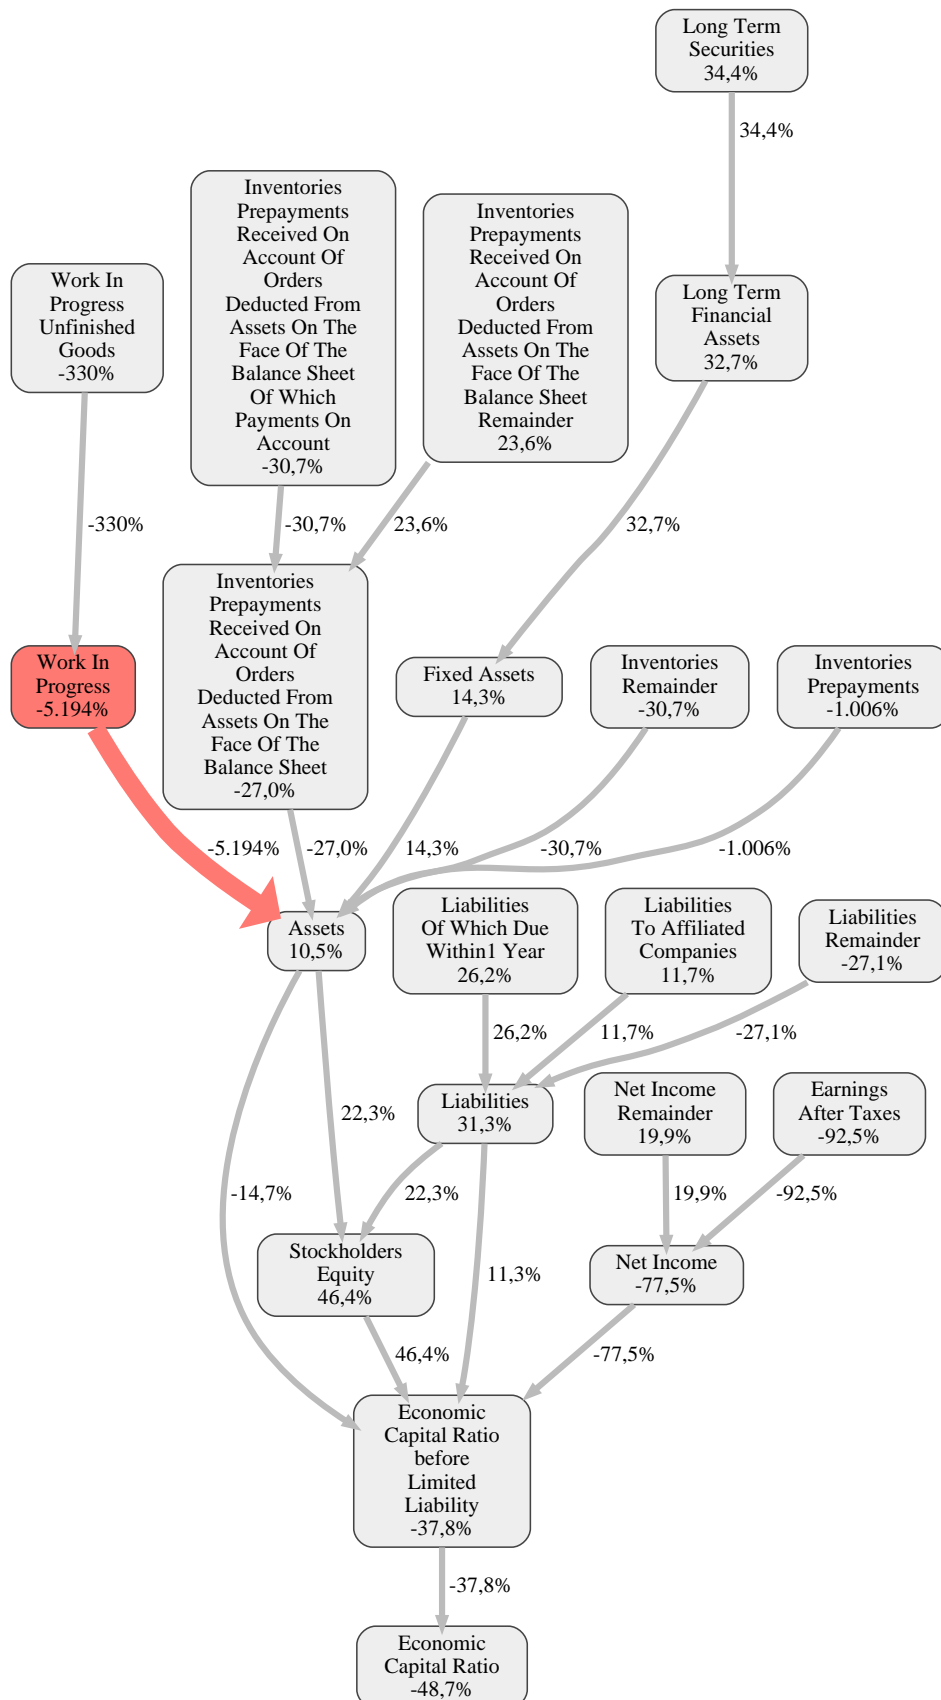 Long Term
Securities
34,4%
34,4%
Inventories
Prepayments
Received On
Account Of
Orders
Deducted From
Assets On The
Face Of The
Balance Sheet
Of Which
Payments On
Account
-30,7%
Inventories
Prepayments
Received On
Account Of
Orders
Deducted From
Assets On The
Face Of The
Balance Sheet
Remainder
23,6%
Work In
Progress
Unfinished
Goods
-330%
Long Term
Financial
Assets
32,7%
-330%
-30,7%
23,6%
32,7%
Inventories
Prepayments
Received On
Account Of
Orders
Deducted From
Assets On The
Face Of The
Balance Sheet
-27,0%
Work In
Progress
-5.194%
Fixed Assets
14,3%
Inventories
Remainder
-30,7%
Inventories
Prepayments
-1.006%
-5.194%
-27,0%
14,3%
-30,7%
-1.006%
Assets
10,5%
Liabilities
Of Which Due
Within1 Year
26,2%
Liabilities
To Affiliated
Companies
11,7%
Liabilities
Remainder
-27,1%
26,2%
11,7%
-27,1%
Liabilities
31,3%
Net Income
Remainder
19,9%
Earnings
After Taxes
-92,5%
22,3%
-14,7%
22,3%
19,9%
-92,5%
Stockholders
Equity
46,4%
11,3%
Net Income
-77,5%
46,4%
-77,5%
Economic
Capital Ratio
before
Limited
Liability
-37,8%
-37,8%
Economic
Capital Ratio
-48,7%